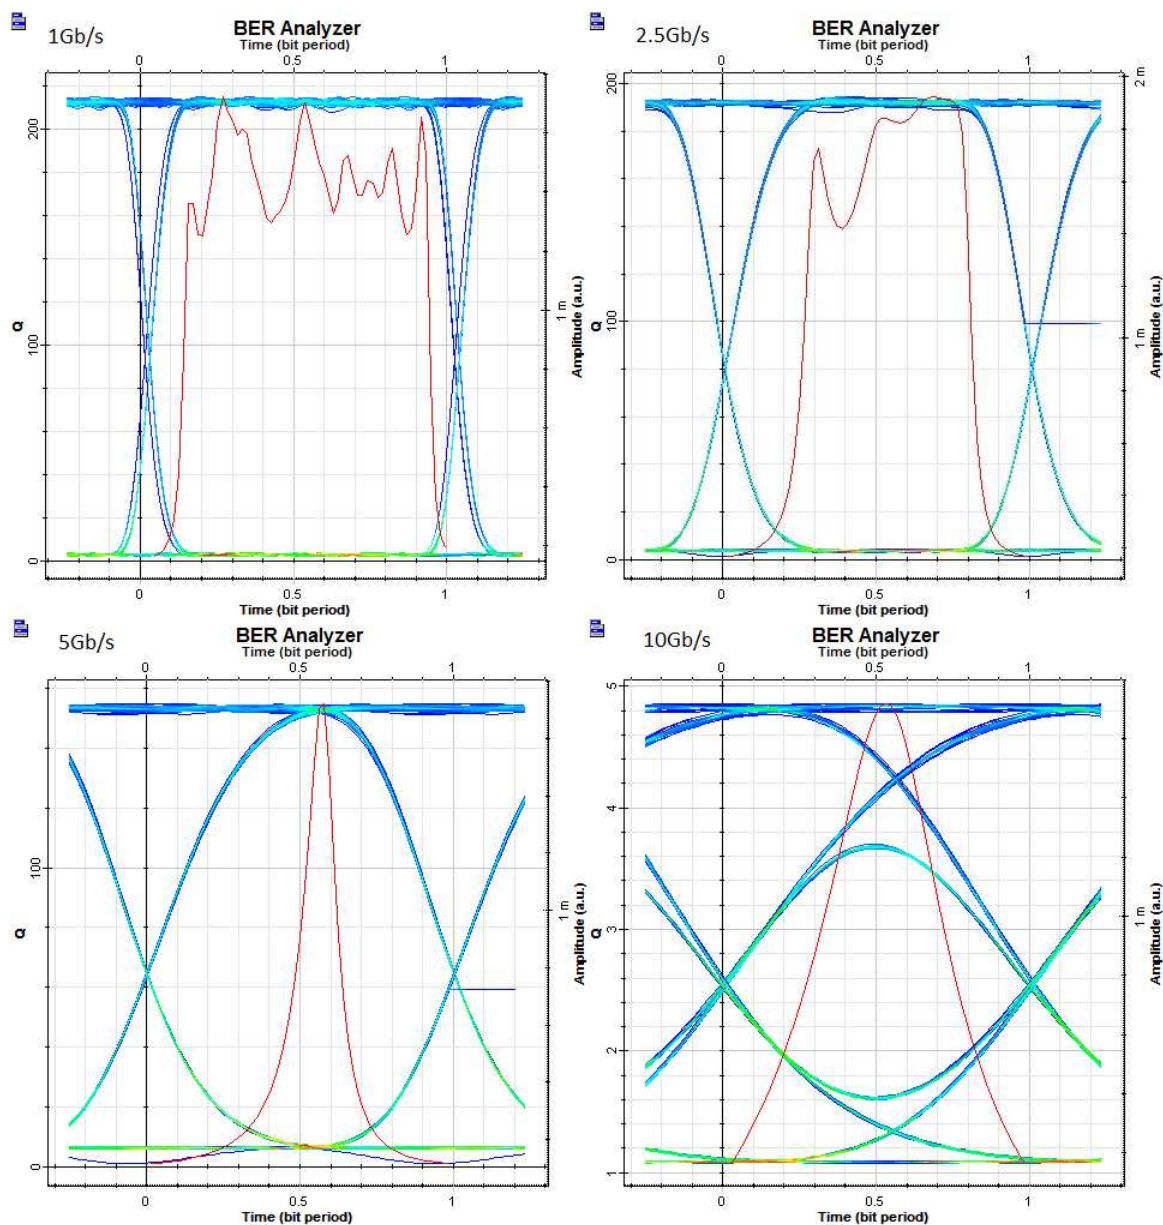 1Gb/s
BER Analyzer
Time (bit period)
0 0.5 1
200
100
0
Q
1 m
Amplitude (a.u.)
0 0.5 1
Time (bit period)
2.5Gb/s
BER Analyzer
Time (bit period)
0 0.5 1
200
100
0
Q
2 m
1 m
Amplitude (a.u.)
0 0.5 1
Time (bit period)
5Gb/s
BER Analyzer
Time (bit period)
0 0.5 1
100
0
Q
1 m
Amplitude (a.u.)
0 0.5 1
Time (bit period)
10Gb/s
BER Analyzer
Time (bit period)
0 0.5 1
5
4
3
2
1
Q
1 m
Amplitude (a.u.)
0 0.5 1
Time (bit period)